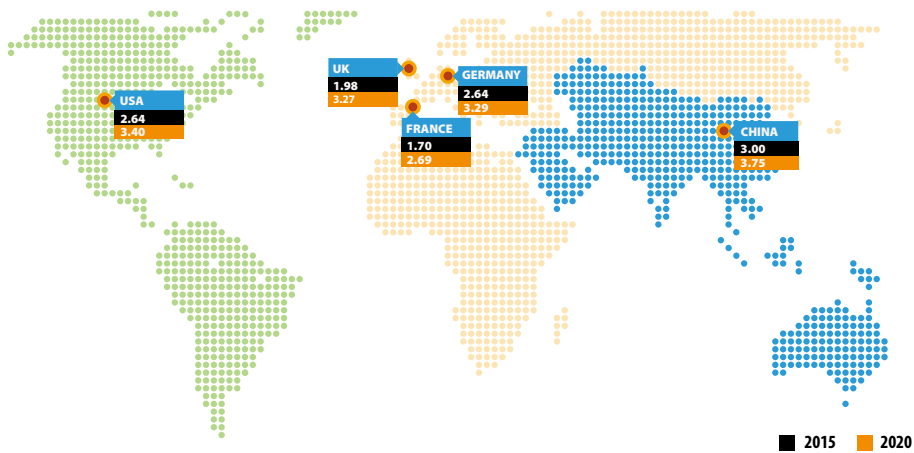 UK
1.98
3.27
GERMANY
2.64
3.29
USA
2.64
3.40
FRANCE
1.70
2.69
CHINA
3.00
3.75
2015 2020